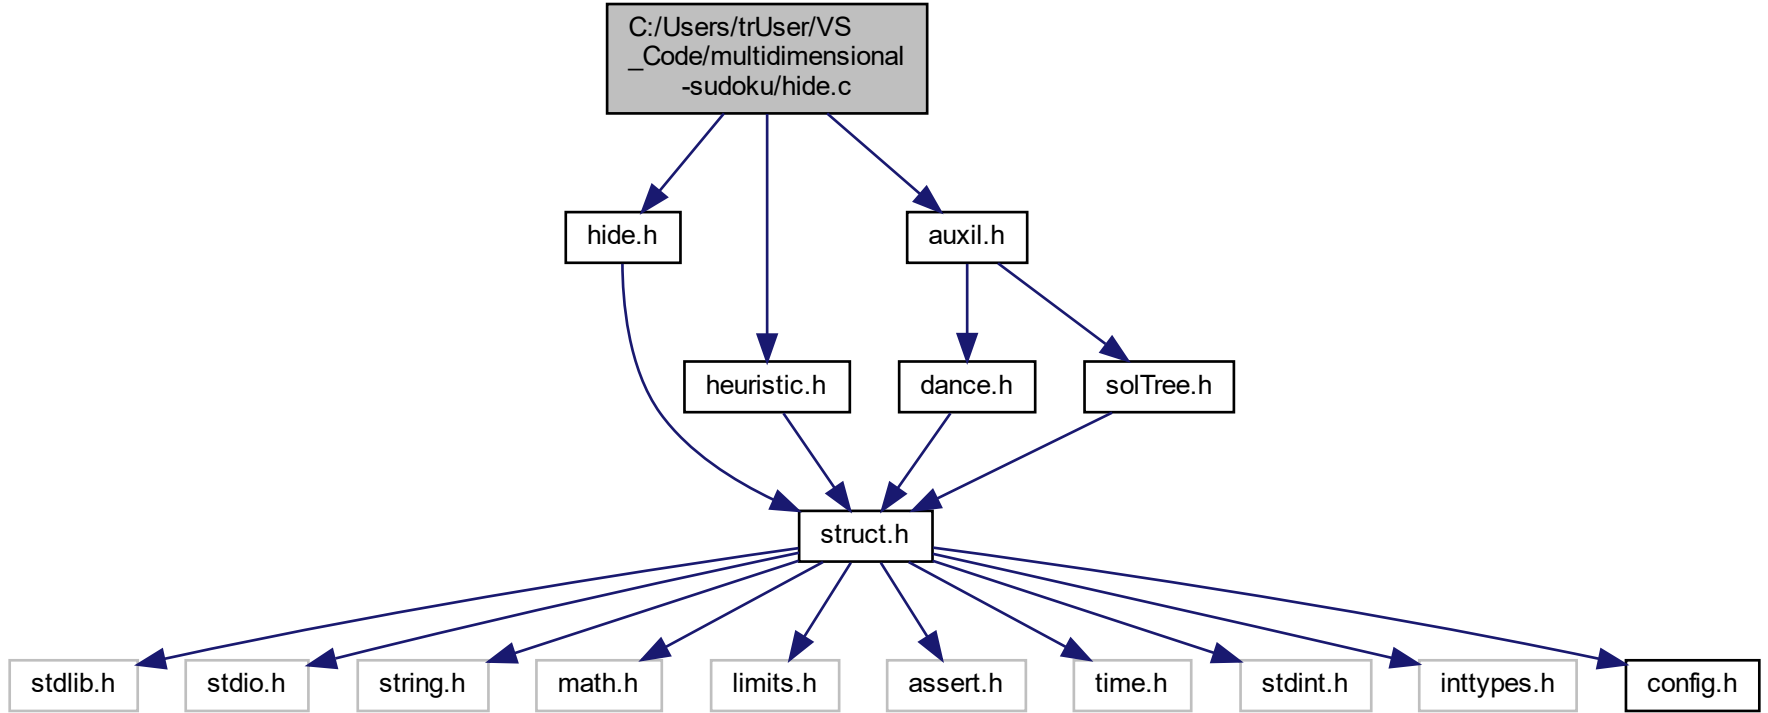 C:/Users/trUser/VS
_Code/multidimensional
-sudoku/hide.c
hide.h
auxil.h
heuristic.h
dance.h
solTree.h
struct.h
stdlib.h
stdio.h
string.h
math.h
limits.h
assert.h
time.h
stdint.h
inttypes.h
config.h